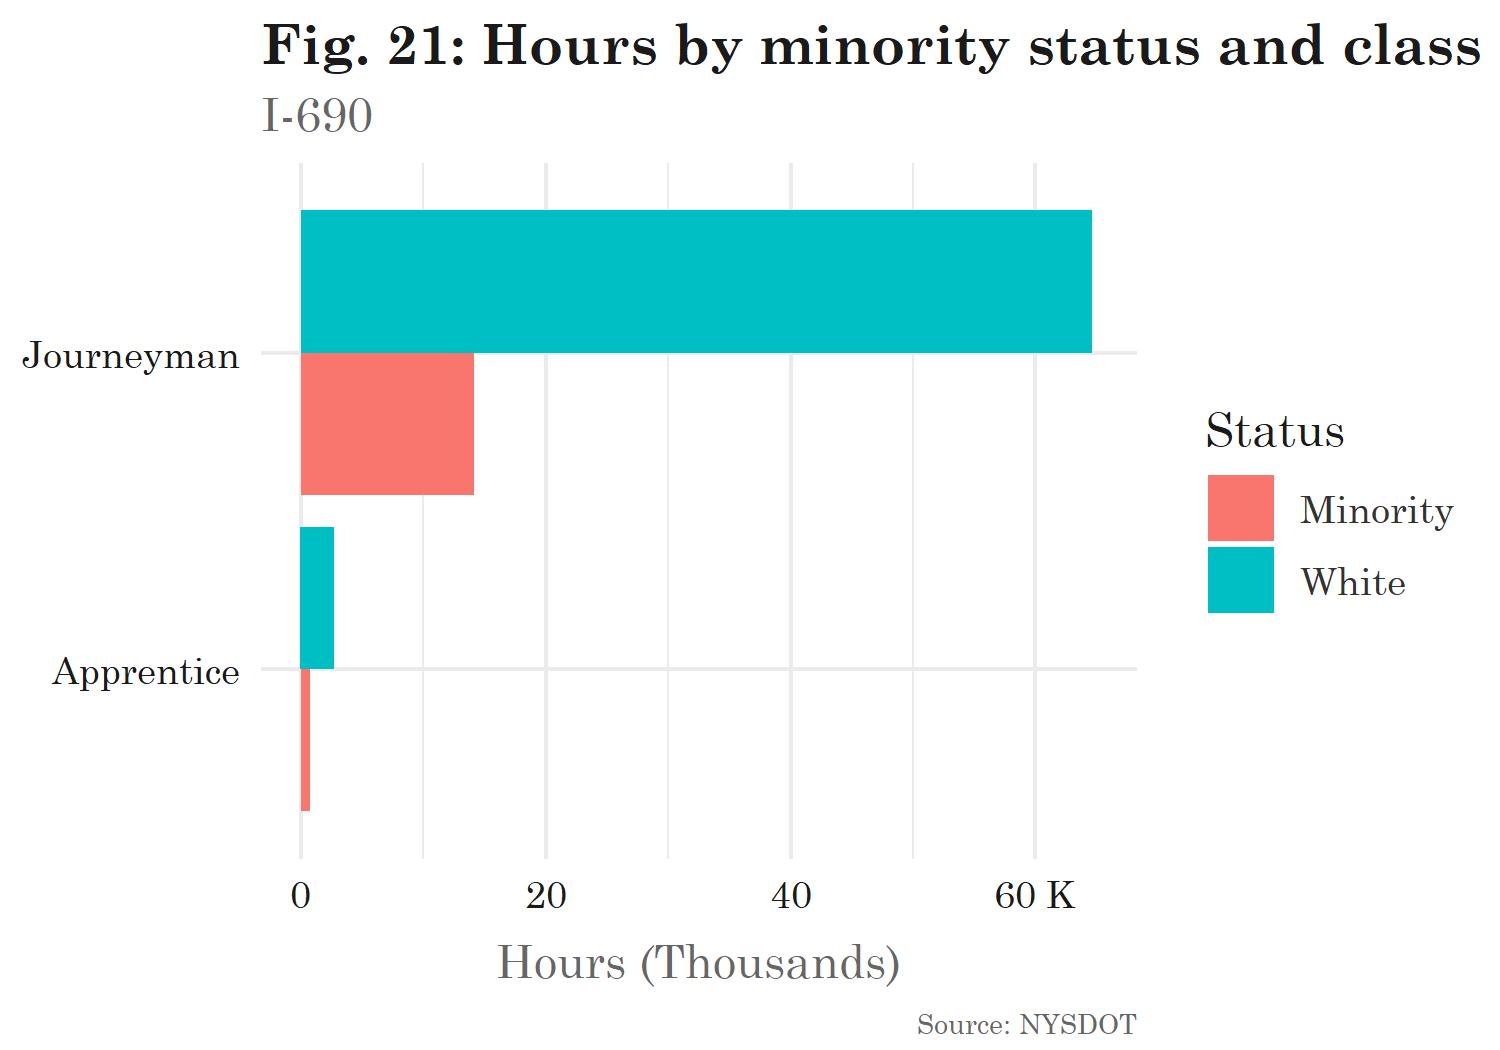 Fig. 21: Hours by minority status and class
I-690
Journeyman
Apprentice
0 20 40 60 K
Hours (Thousands)
Status
Minority
White
Source: NYSDOT